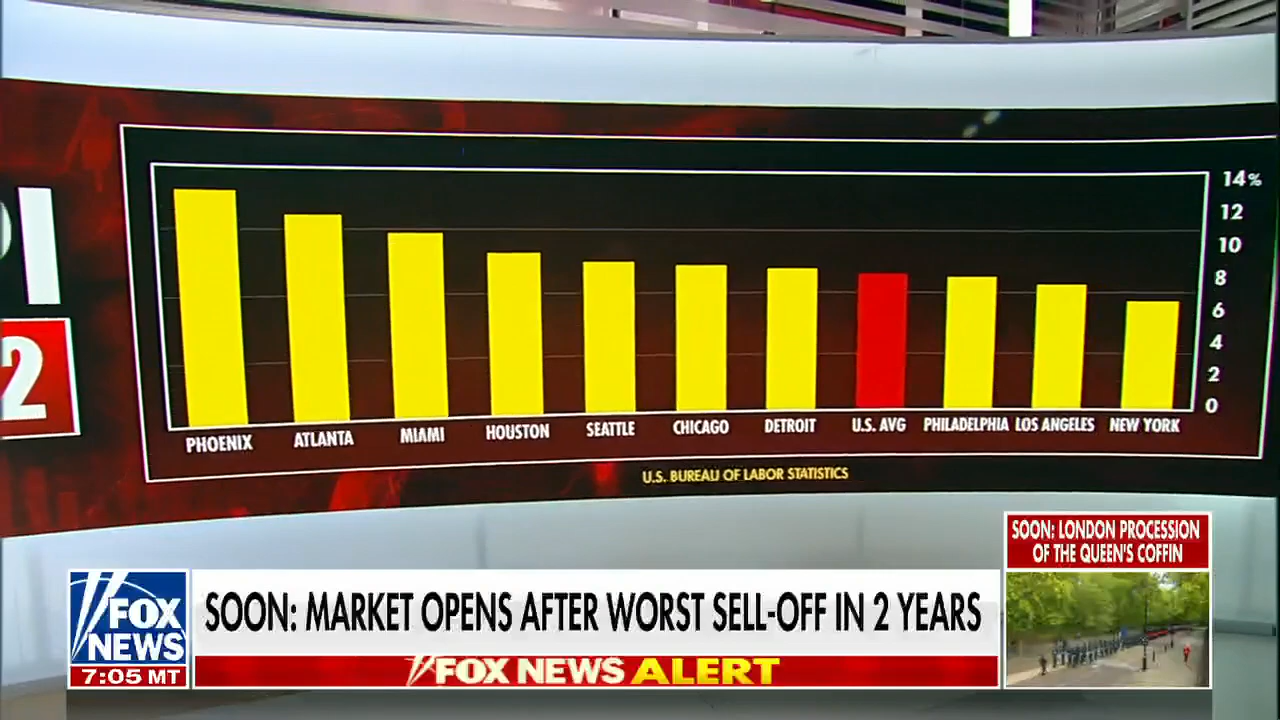 2
14%
12
10
8
6
4
2
0
PHOENIX ATLANTA MIAMI HOUSTON SEATTLE CHICAGO DETROIT U.S. AVG PHILADELPHIA LOS ANGELES NEW YORK
U.S. BUREAU OF LABOR STATISTICS
SOON: LONDON PROCESSION
OF THE QUEEN'S COFFIN
FOX
NEWS
7:05 MT
SOON: MARKET OPENS AFTER WORST SELL-OFF IN 2 YEARS
FOX NEWS ALERT